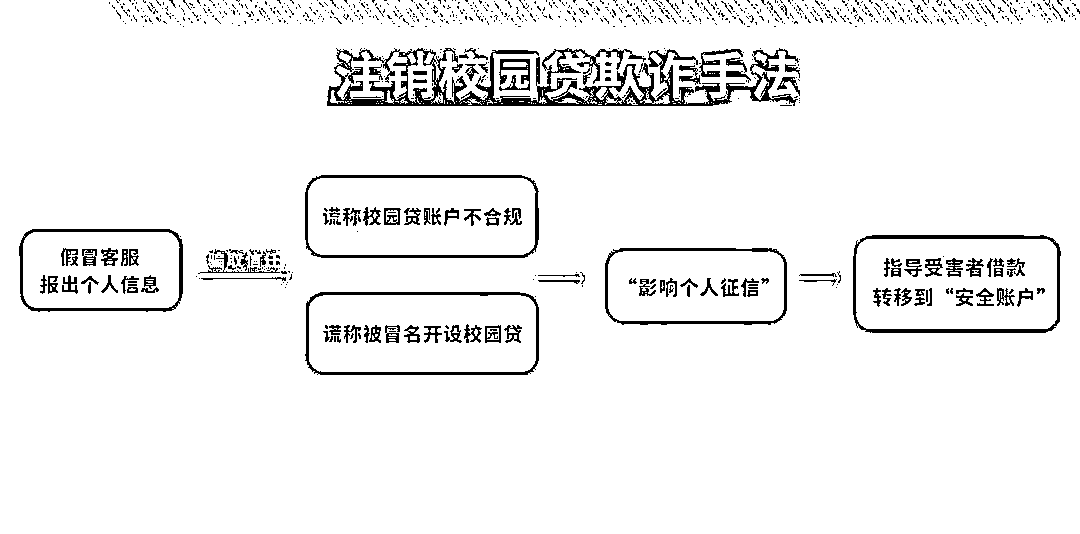 注销校园贷欺诈手法
假冒客服
报出个人信息
骗取信任
谎称校园贷账户不合规
谎称被冒名开设校园贷
“影响个人征信”
指导受害者借款
转移到“安全账户”